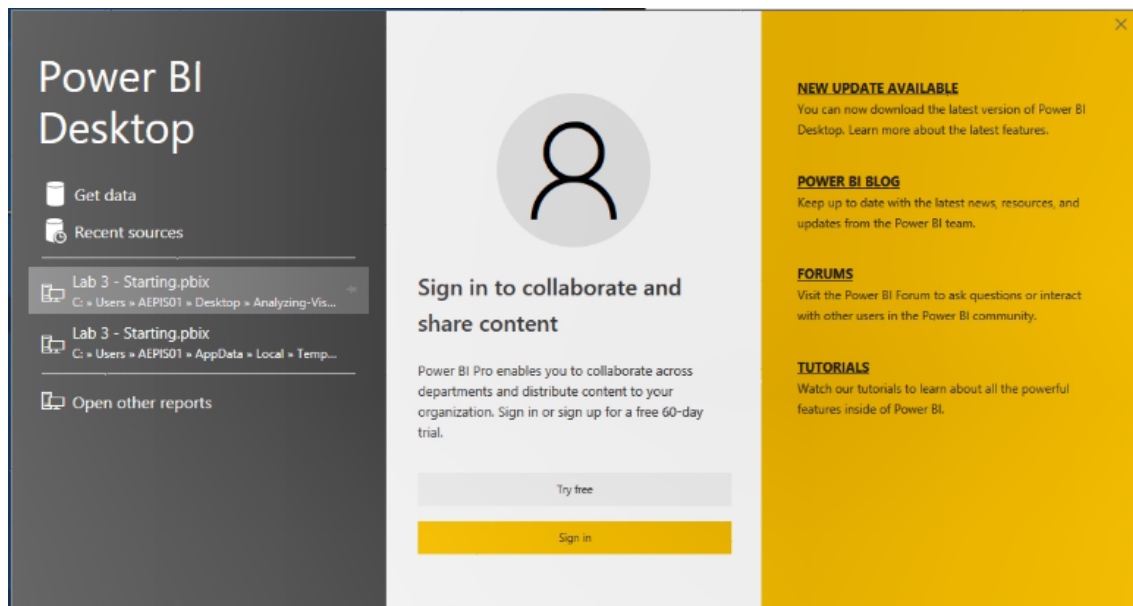 Power BI
Desktop
Get data
Recent sources
Lab 3 - Starting.pbix
C: » Users » AEPIS01 » Desktop » Analyzing-Vis...
Lab 3 - Starting.pbix
C: » Users » AEPIS01 » AppData » Local » Temp...
Open other reports
Sign in to collaborate and
share content
Power BI Pro enables you to collaborate across
departments and distribute content to your
organization. Sign in or sign up for a free 60-day
trial.
Try free
Sign in
NEW UPDATE AVAILABLE
You can now download the latest version of Power BI
Desktop. Learn more about the latest features.
POWER BI BLOG
Keep up to date with the latest news, resources, and
updates from the Power BI team.
FORUMS
Visit the Power BI Forum to ask questions or interact
with other users in the Power BI community.
TUTORIALS
Watch our tutorials to learn about all the powerful
features inside of Power BI.